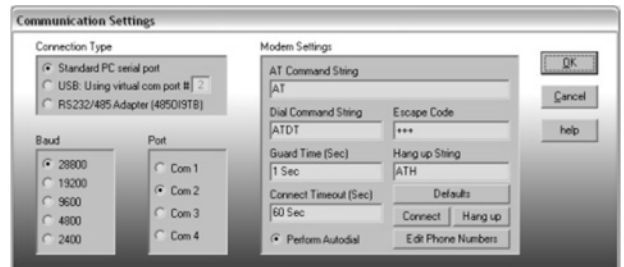 Communication Settings
Connection Type
Standard PC serial port
USB: Using virtual com port # 2
RS232/485 Adapter (485OI9TB)
Baud
28800
19200
9600
4800
2400
Port
Com 1
Com 2
Com 3
Com 4
Modem Settings
AT Command String
AT
Dial Command String
ATDT
Escape Code
+++
Guard Time (Sec)
1 Sec
Hang up String
ATH
Connect Timeout (Sec)
60 Sec
Defaults
Connect
Hang up
Perform Autodial
Edit Phone Numbers
OK
Cancel
help